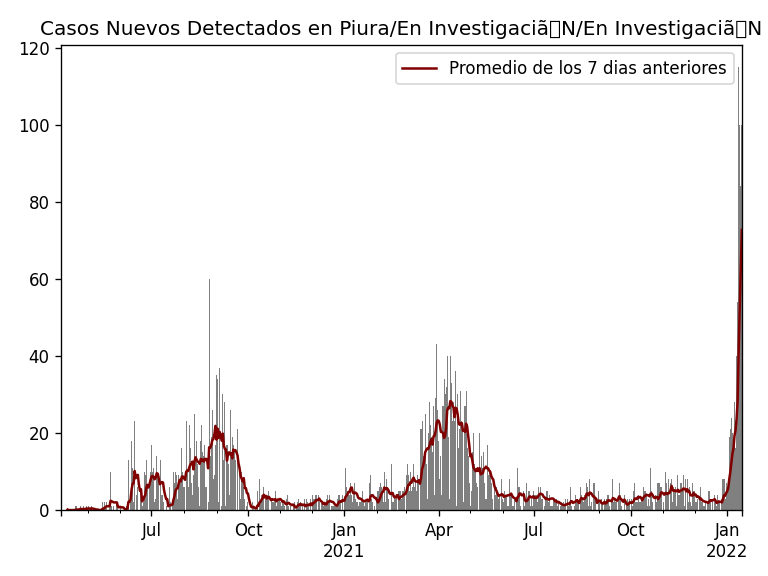 Casos Nuevos Detectados en Piura/En Investigaciã▯N/En Investigaciã▯N
Promedio de los 7 dias anteriores
120
100
80
60
40
20
0
Jul Oct Jan Apr Jul Oct Jan
2021 2022